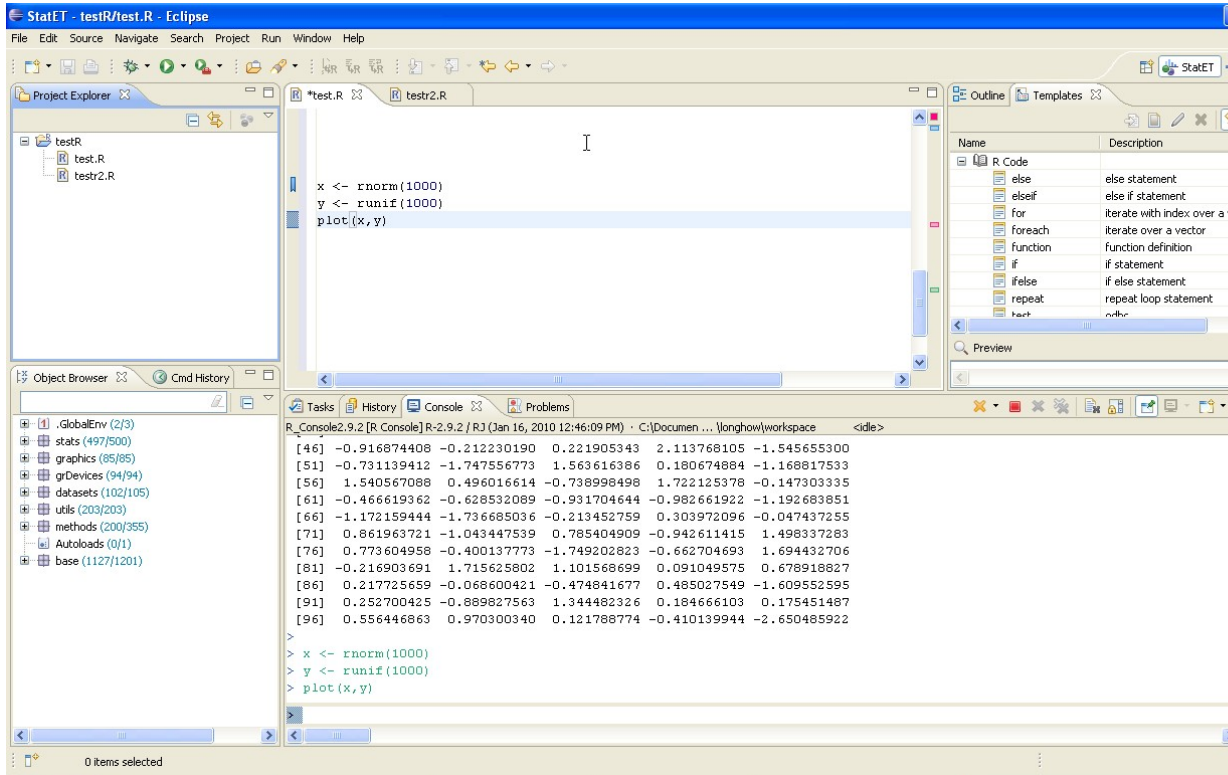 StatET - testR/test.R - Eclipse
File Edit Source Navigate Search Project Run Window Help
StatET
Project Explorer
testR
test.R
testr2.R
*test.R
testr2.R
x <- rnorm(1000)
y <- runif(1000)
plot(x,y)
Outline Templates
Name Description
R Code
else else statement
elseif else if statement
for iterate with index over a
foreach iterate over a vector
function function definition
if if statement
ifelse if else statement
repeat repeat loop statement
test odbc
Preview
Object Browser Cmd History
.GlobalEnv (2/3)
stats (497/500)
graphics (85/85)
grDevices (94/94)
datasets (102/105)
utils (203/203)
methods (200/355)
Autoloads (0/1)
base (1127/1201)
Tasks History Console Problems
R_Console2.9.2 [R Console] R-2.9.2 / RJ (Jan 16, 2010 12:46:09 PM) · C:\Documen ... \longhow\workspace <idle>
[46] -0.916874408 -0.212230190 0.221905343 2.113768105 -1.545655300
[51] -0.731139412 -1.747556773 1.563616386 0.180674884 -1.168817533
[56] 1.540567088 0.496016614 -0.738998498 1.722125378 -0.147303335
[61] -0.466619362 -0.628532089 -0.931704644 -0.982661922 -1.192683851
[66] -1.172159444 -1.736685036 -0.213452759 0.303972096 -0.047437255
[71] 0.861963721 -1.043447539 0.785404909 -0.942611415 1.498337283
[76] 0.773604958 -0.400137773 -1.749202823 -0.662704693 1.694432706
[81] -0.216903691 1.715625802 1.101568699 0.091049575 0.678918827
[86] 0.217725659 -0.068600421 -0.474841677 0.485027549 -1.609552595
[91] 0.252700425 -0.889827563 1.344482326 0.184666103 0.175451487
[96] 0.556446863 0.970300340 0.121788774 -0.410139944 -2.650485922
>
> x <- rnorm(1000)
> y <- runif(1000)
> plot(x,y)
>
0 items selected